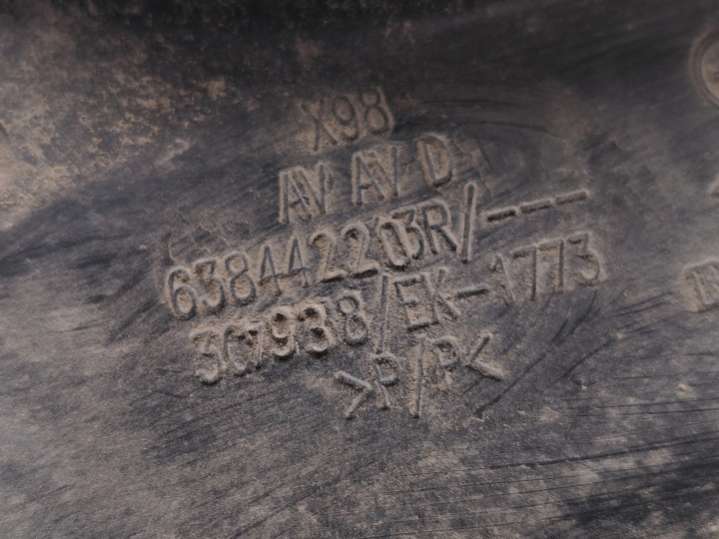 X98
AV AV D
638442203R/---
307938/EK-1773
>P/P<